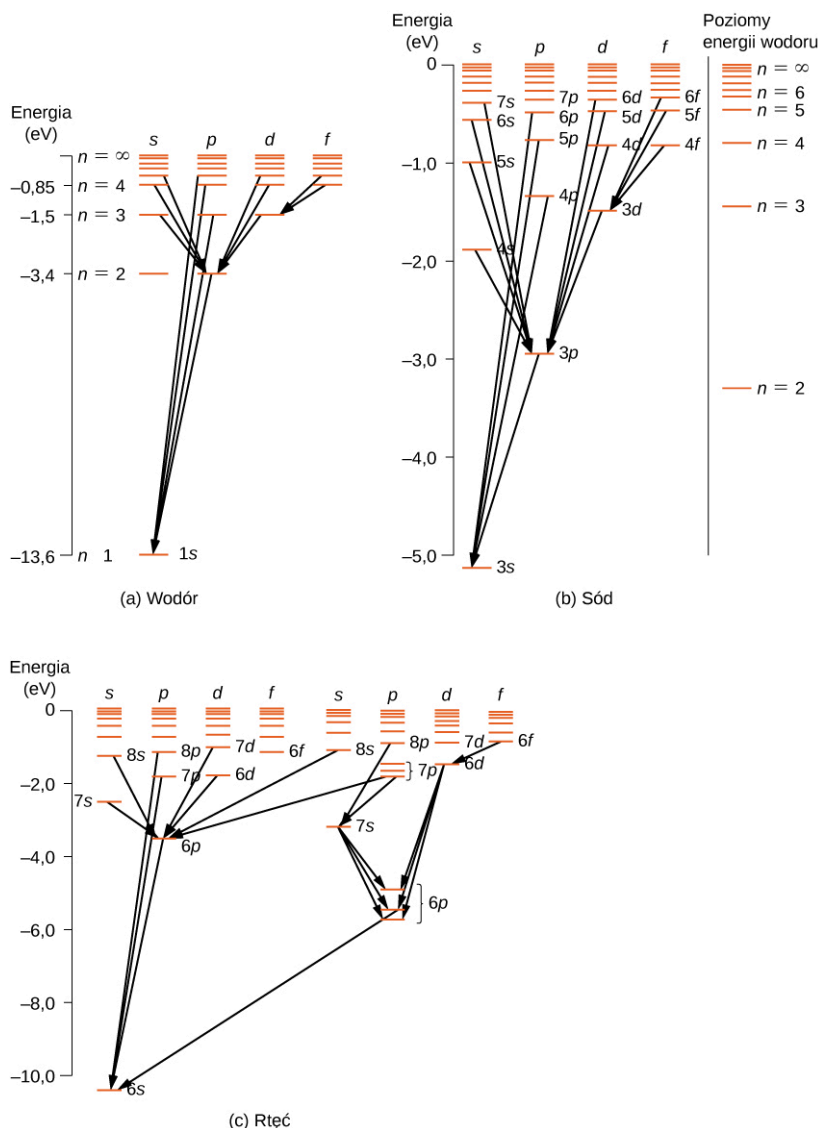 Energia
(eV)
s p d f
n = ∞
–0,85 n = 4
–1,5 n = 3
–3,4 n = 2
–13,6 n 1 1s
(a) Wodór
Energia
(eV)
s p d f
Poziomy
energii wodoru
0
n = ∞
7s 7p 6d 6f n = 6
6s 6p 5d 5f n = 5
5p 4d 4f n = 4
–1,0 5s
4p 3d n = 3
4s
–2,0
–3,0 3p
n = 2
–4,0
–5,0
3s
(b) Sód
Energia
(eV)
s p d f s p d f
0
8s 8p 7d 6f 8s 8p 7d 6f
7p 6d 7p 6d
–2,0
7s 7s
–4,0 6p
6p
–6,0
–8,0
–10,0
6s
(c) Rtęć